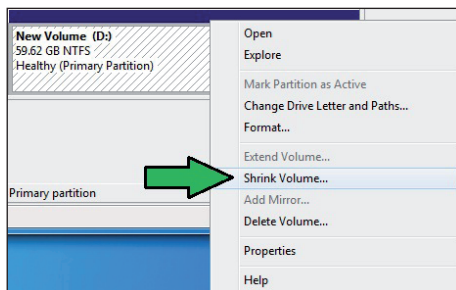 New Volume (D:)
59.62 GB NTFS
Healthy (Primary Partition)
Primary partition
Open
Explore
Mark Partition as Active
Change Drive Letter and Paths...
Format...
Extend Volume...
Shrink Volume...
Add Mirror...
Delete Volume...
Properties
Help